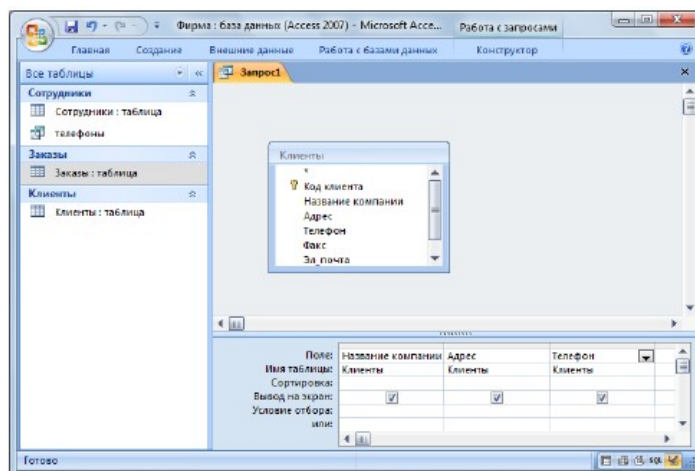 Фирма : база данных (Access 2007) - Microsoft Acce...
Работа с запросами
Главная
Создание
Внешние данные
Работа с базами данных
Конструктор
Все таблицы
Запрос1
Сотрудники
Сотрудники : таблица
телефоны
Заказы
Заказы : таблица
Клиенты
Клиенты : таблица
Клиенты
*
Код клиента
Название компании
Адрес
Телефон
Факс
Эл_почта
Поле: Название компании Адрес Телефон
Имя таблицы: Клиенты Клиенты Клиенты
Сортировка:
Вывод на экран:
Условие отбора:
или:
Готово
SQL